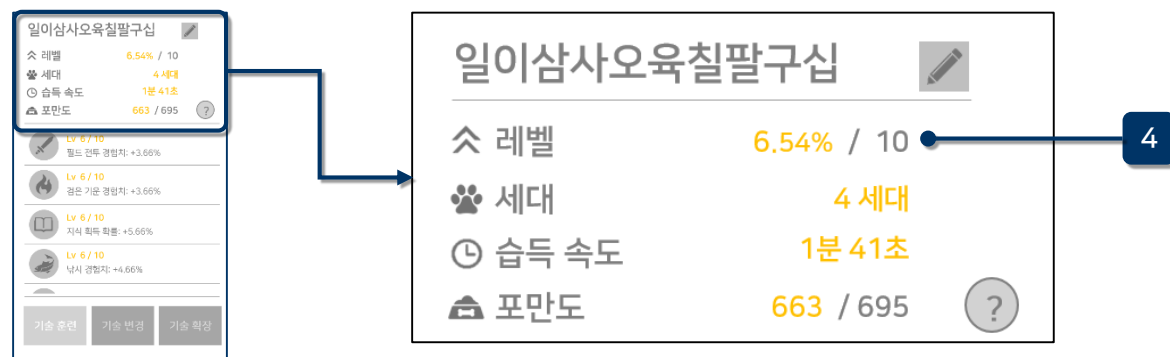 일이삼사오육칠팔구십
레벨 6.54% / 10
세대 4 세대
습득 속도 1분 41초
포만도 663 / 695 ?
Lv 6 / 10
필드 전투 경험치: +3.66%
Lv 6 / 10
검은 기운 경험치: +3.66%
Lv 6 / 10
지식 획득 확률: +5.66%
Lv 6 / 10
낚시 경험치: +4.66%
기술 훈련 기술 변경 기술 확장
일이삼사오육칠팔구십
레벨 6.54% / 10
세대 4 세대
습득 속도 1분 41초
포만도 663 / 695 ?
4